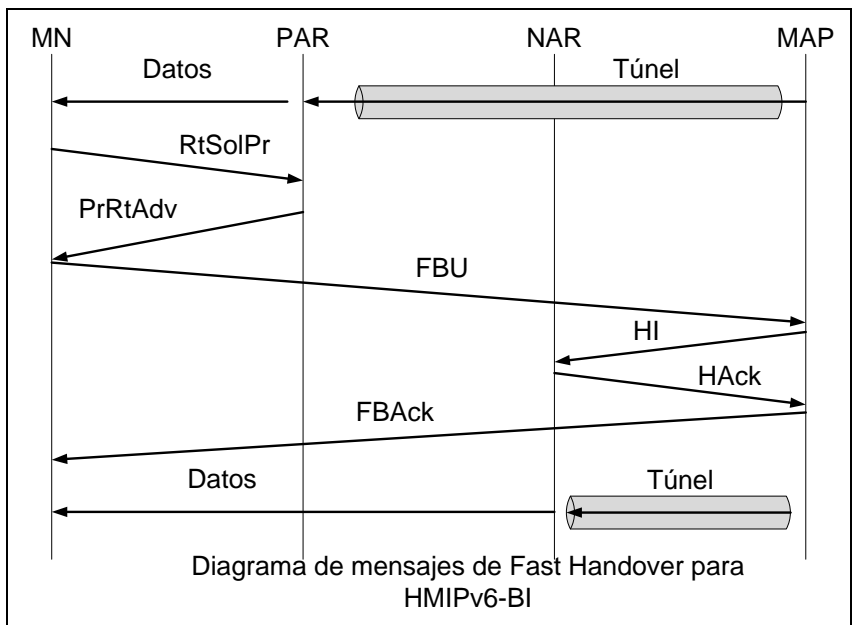 MN PAR NAR MAP
Datos Túnel
RtSolPr
PrRtAdv
FBU
HI
HAck
FBAck
Datos Túnel
Diagrama de mensajes de Fast Handover para
HMIPv6-BI